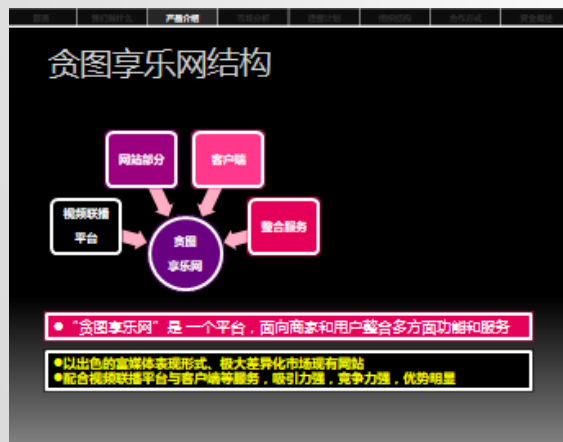 产品介绍
贪图享乐网结构
网站部分
客户端
视频联播
平台
整合服务
贪图
享乐网
●“贪图享乐网”是一个平台，面向商家和用户整合多方面功能和服务
●以出色的富媒体表现形式、极大差异化市场现有网站
●配合视频联播平台与客户端等服务，吸引力强，竞争力强，优势明显